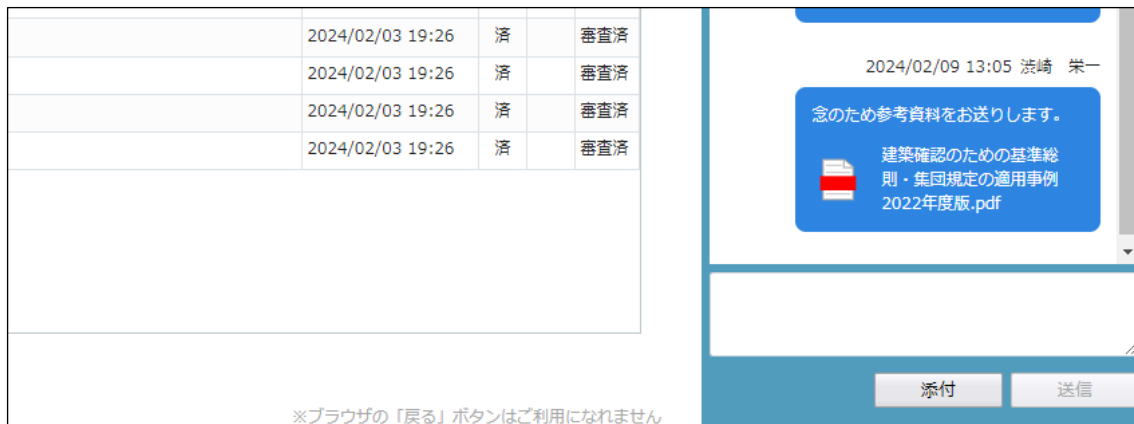 2024/02/03 19:26 済 審査済
2024/02/03 19:26 済 審査済
2024/02/03 19:26 済 審査済
2024/02/03 19:26 済 審査済
※ブラウザの「戻る」ボタンはご利用になれません
2024/02/09 13:05 渋崎 栄一
念のため参考資料をお送りします。
建築確認のための基準総
則・集団規定の適用事例
2022年度版.pdf
添付 送信